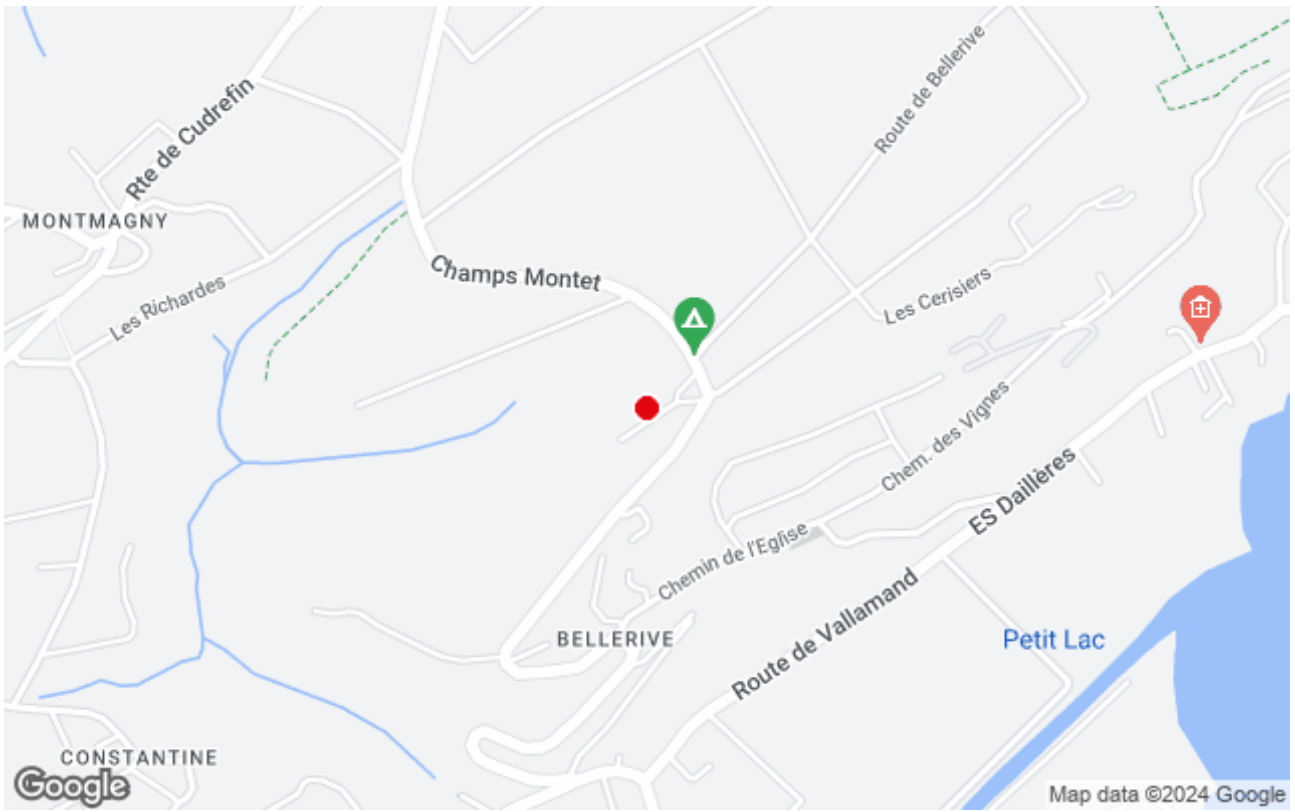 Rte de Cudrefin
Route de Bellerive
MONTMAGNY
Champs Montet
Les Richardes
Les Cerisiers
Chem. des Vignes
ES Daillères
Chemin de l'Eglise
Route de Vallamand
BELLERIVE
Petit Lac
CONSTANTINE
Google
Map data ©2024 Google